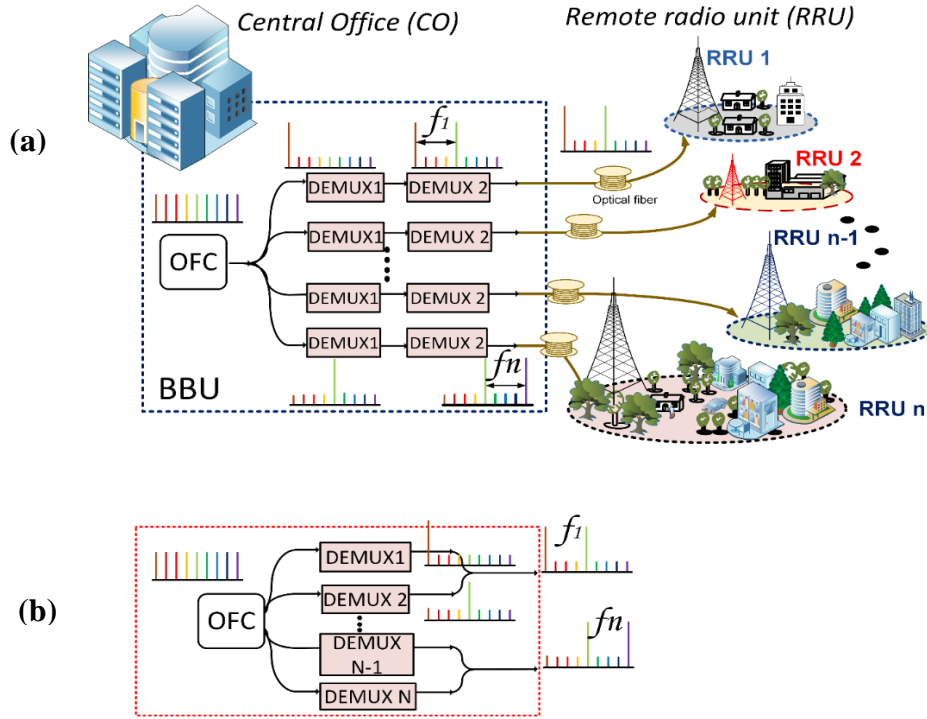 Central Office (CO)
Remote radio unit (RRU)
(a)
RRU 1
f1
DEMUX1
DEMUX 2
Optical fiber
RRU 2
OFC
DEMUX1
DEMUX 2
RRU n-1
DEMUX1
DEMUX 2
DEMUX1
DEMUX 2
BBU
fn
RRU n
(b)
OFC
DEMUX1
DEMUX 2
DEMUX
N-1
DEMUX N
f1
fn